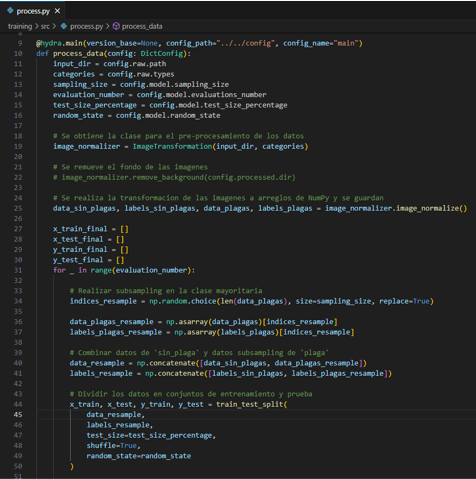 process.py ×
training > src > process.py > process_data
8
9 @hydra.main(version_base=None, config_path="../../config", config_name="main")
10 def process_data(config: DictConfig):
11 input_dir = config.raw.path
12 categories = config.raw.types
13 sampling_size = config.model.sampling_size
14 evaluation_number = config.model.evaluations_number
15 test_size_percentage = config.model.test_size_percentage
16 random_state = config.model.random_state
17
18 # Se obtiene la clase para el pre-procesamiento de los datos
19 image_normalizer = ImageTransformation(input_dir, categories)
20
21 # Se remueve el fondo de las imagenes
22 # image_normalizer.remove_background(config.processed.dir)
23
24 # Se realiza la transformacion de las imagenes a arreglos de NumPy y se guardan
25 data_sin_plagas, labels_sin_plagas, data_plagas, labels_plagas = image_normalizer.image_normalize()
26
27 x_train_final = []
28 x_test_final = []
29 y_train_final = []
30 y_test_final = []
31 for _ in range(evaluation_number):
32
33 # Realizar subsampling en la clase mayoritaria
34 indices_resample = np.random.choice(len(data_plagas), size=sampling_size, replace=True)
35
36 data_plagas_resample = np.asarray(data_plagas)[indices_resample]
37 labels_plagas_resample = np.asarray(labels_plagas)[indices_resample]
38
39 # Combinar datos de 'sin_plaga' y datos subsampling de 'plaga'
40 data_resample = np.concatenate([data_sin_plagas, data_plagas_resample])
41 labels_resample = np.concatenate([labels_sin_plagas, labels_plagas_resample])
42
43 # Dividir los datos en conjuntos de entrenamiento y prueba
44 x_train, x_test, y_train, y_test = train_test_split(
45 data_resample,
46 labels_resample,
47 test_size=test_size_percentage,
48 shuffle=True,
49 random_state=random_state
50 )
51